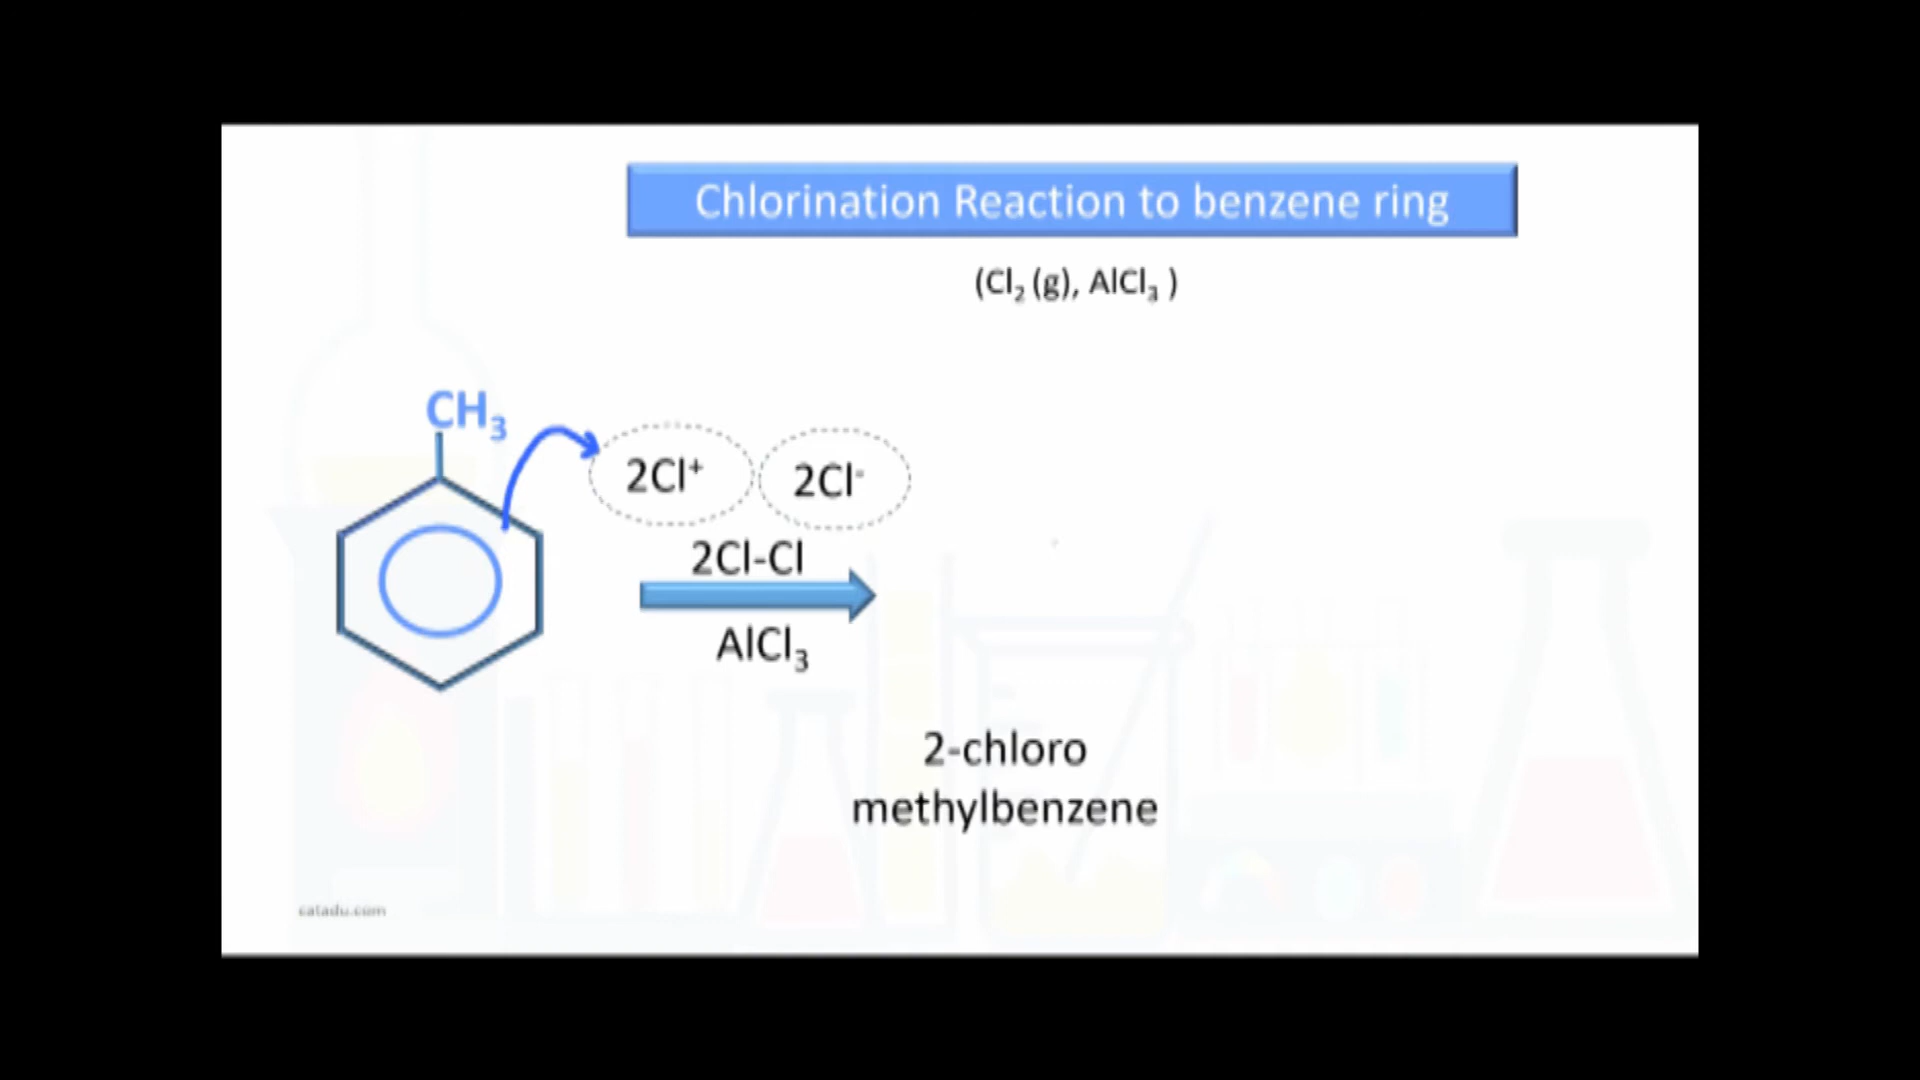 Chlorination Reaction to benzene ring
(Cl₂ (g), AlCl₃ )
CH₃
2Cl⁺ 2Cl⁻
2Cl-Cl
AlCl₃
2-chloro
methylbenzene
catadu.com